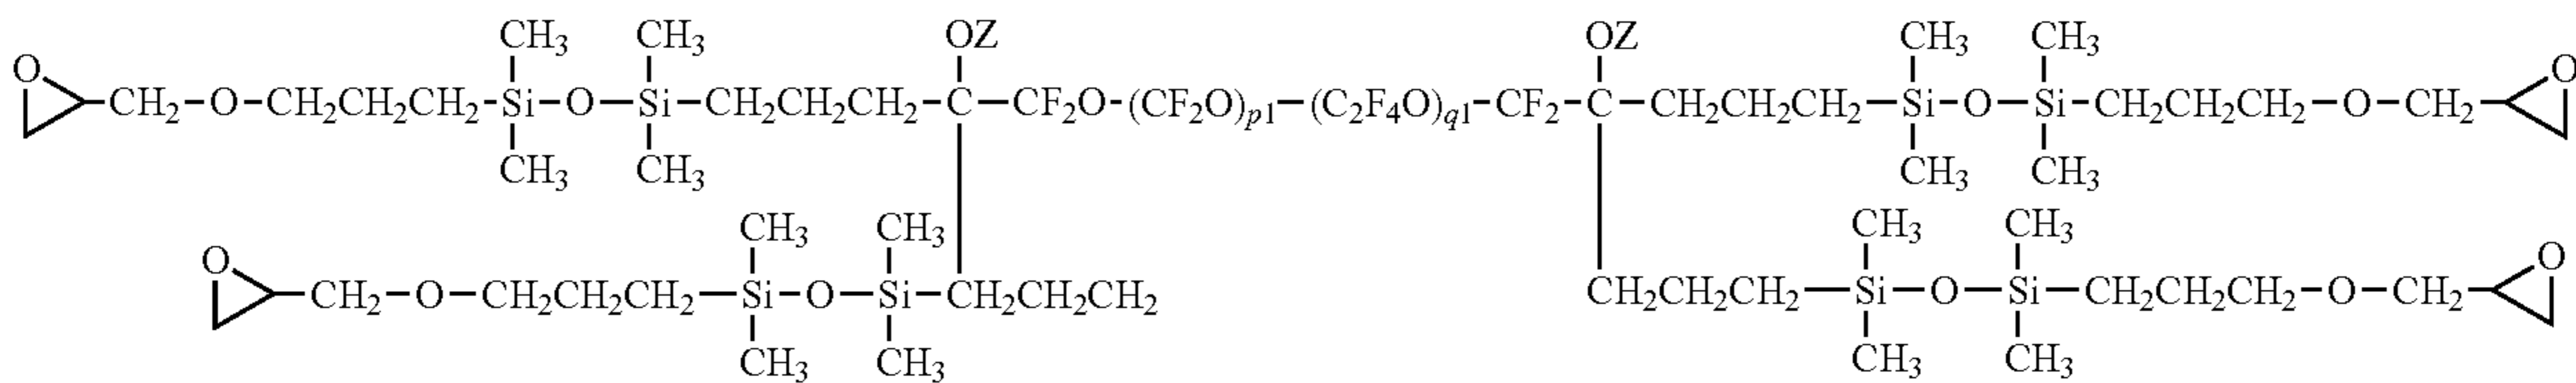 CH₃ CH₃ OZ OZ CH₃ CH₃
O CH₂–O–CH₂CH₂CH₂–Si–O–Si–CH₂CH₂CH₂–C–CF₂O–(CF₂O)p1–(C₂F₄O)q1–CF₂–C–CH₂CH₂CH₂–Si–O–Si–CH₂CH₂CH₂–O–CH₂ O
CH₃ CH₃ CH₃ CH₃
CH₃ CH₃ CH₃ CH₃
O CH₂–O–CH₂CH₂CH₂–Si–O–Si–CH₂CH₂CH₂ CH₂CH₂CH₂–Si–O–Si–CH₂CH₂CH₂–O–CH₂ O
CH₃ CH₃ CH₃ CH₃